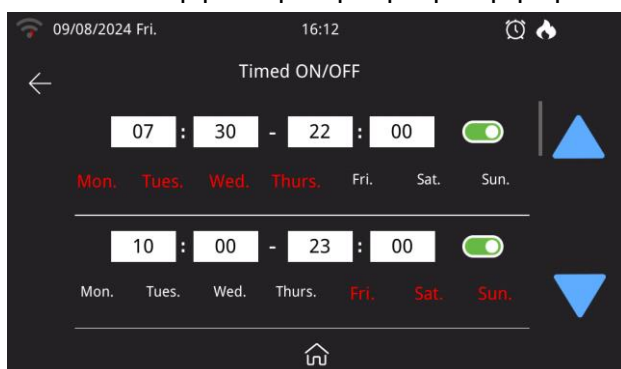 09/08/2024 Fri. 16:12
Timed ON/OFF
07 : 30 - 22 : 00
Mon. Tues. Wed. Thurs. Fri. Sat. Sun.
10 : 00 - 23 : 00
Mon. Tues. Wed. Thurs. Fri. Sat. Sun.